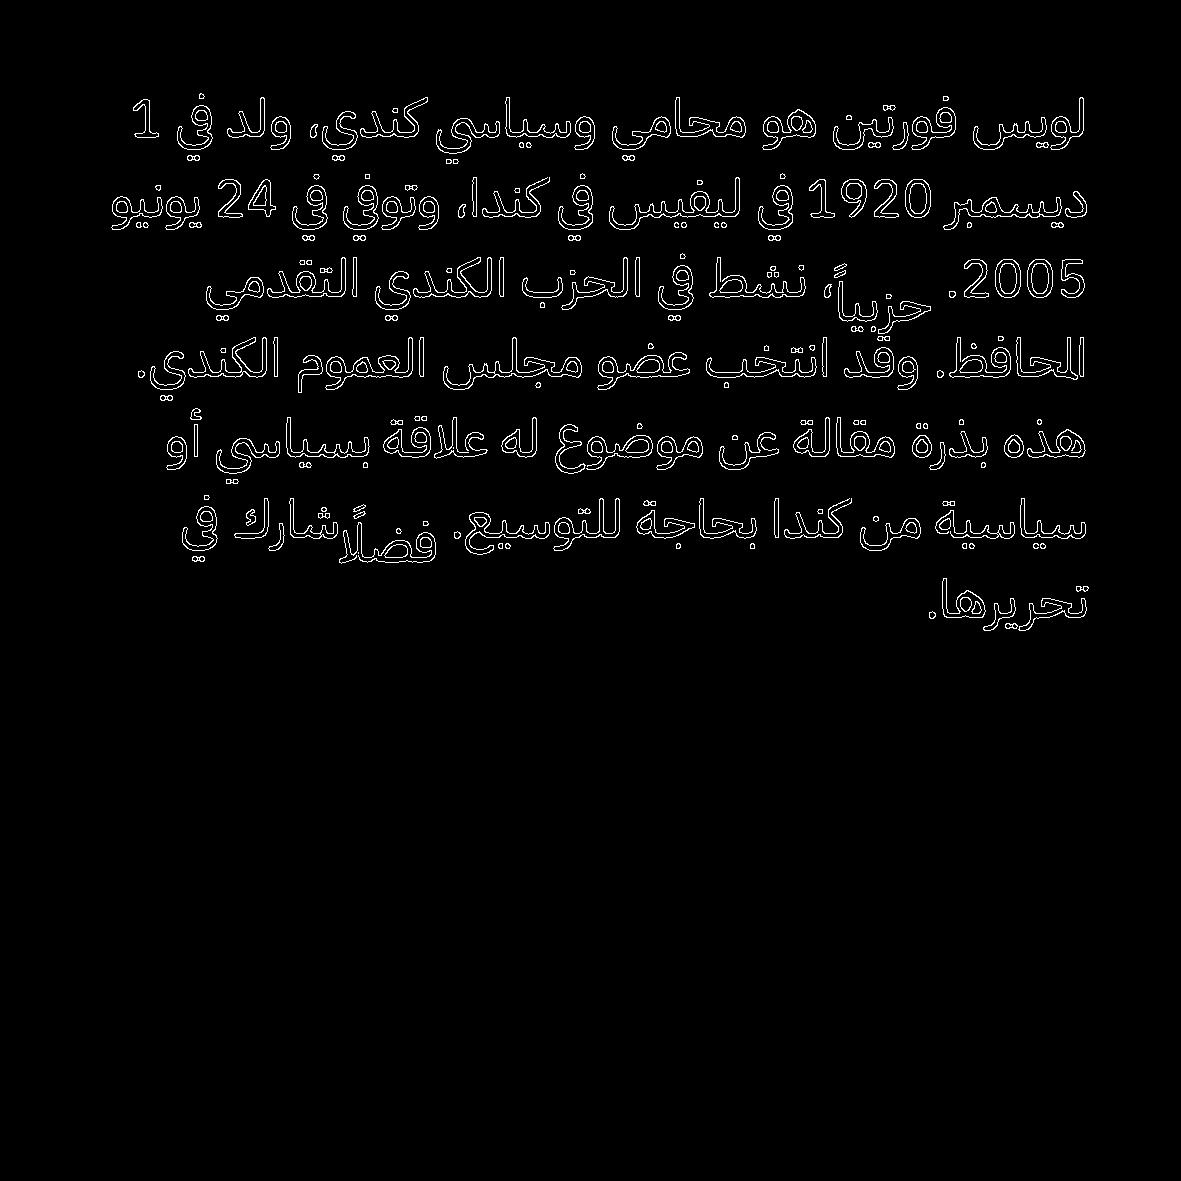 لويس فورتين هو محامي وسياسي كندي، ولد في 1
ديسمبر 1920 في ليفيس في كندا، وتوفي في 24 يونيو
2005. حزبياً، نشط في الحزب الكندي التقدمي
المحافظ. وقد انتخب عضو مجلس العموم الكندي.
هذه بذرة مقالة عن موضوع له علاقة بسياسي أو
سياسية من كندا بحاجة للتوسيع. فضلًا شارك في
تحريرها.